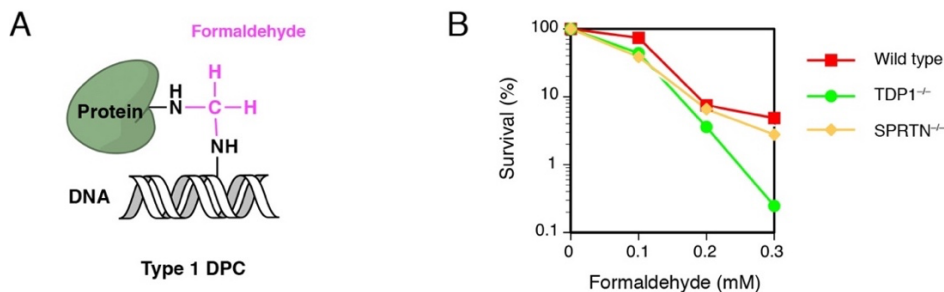 A
Formaldehyde
H
H
Protein
N
C
H
NH
DNA
Type 1 DPC
B
100
10
1
0.1
Survival (%)
0
0.1
0.2
0.3
Formaldehyde (mM)
Wild type
TDP1⁻/⁻
SPRTN⁻/⁻